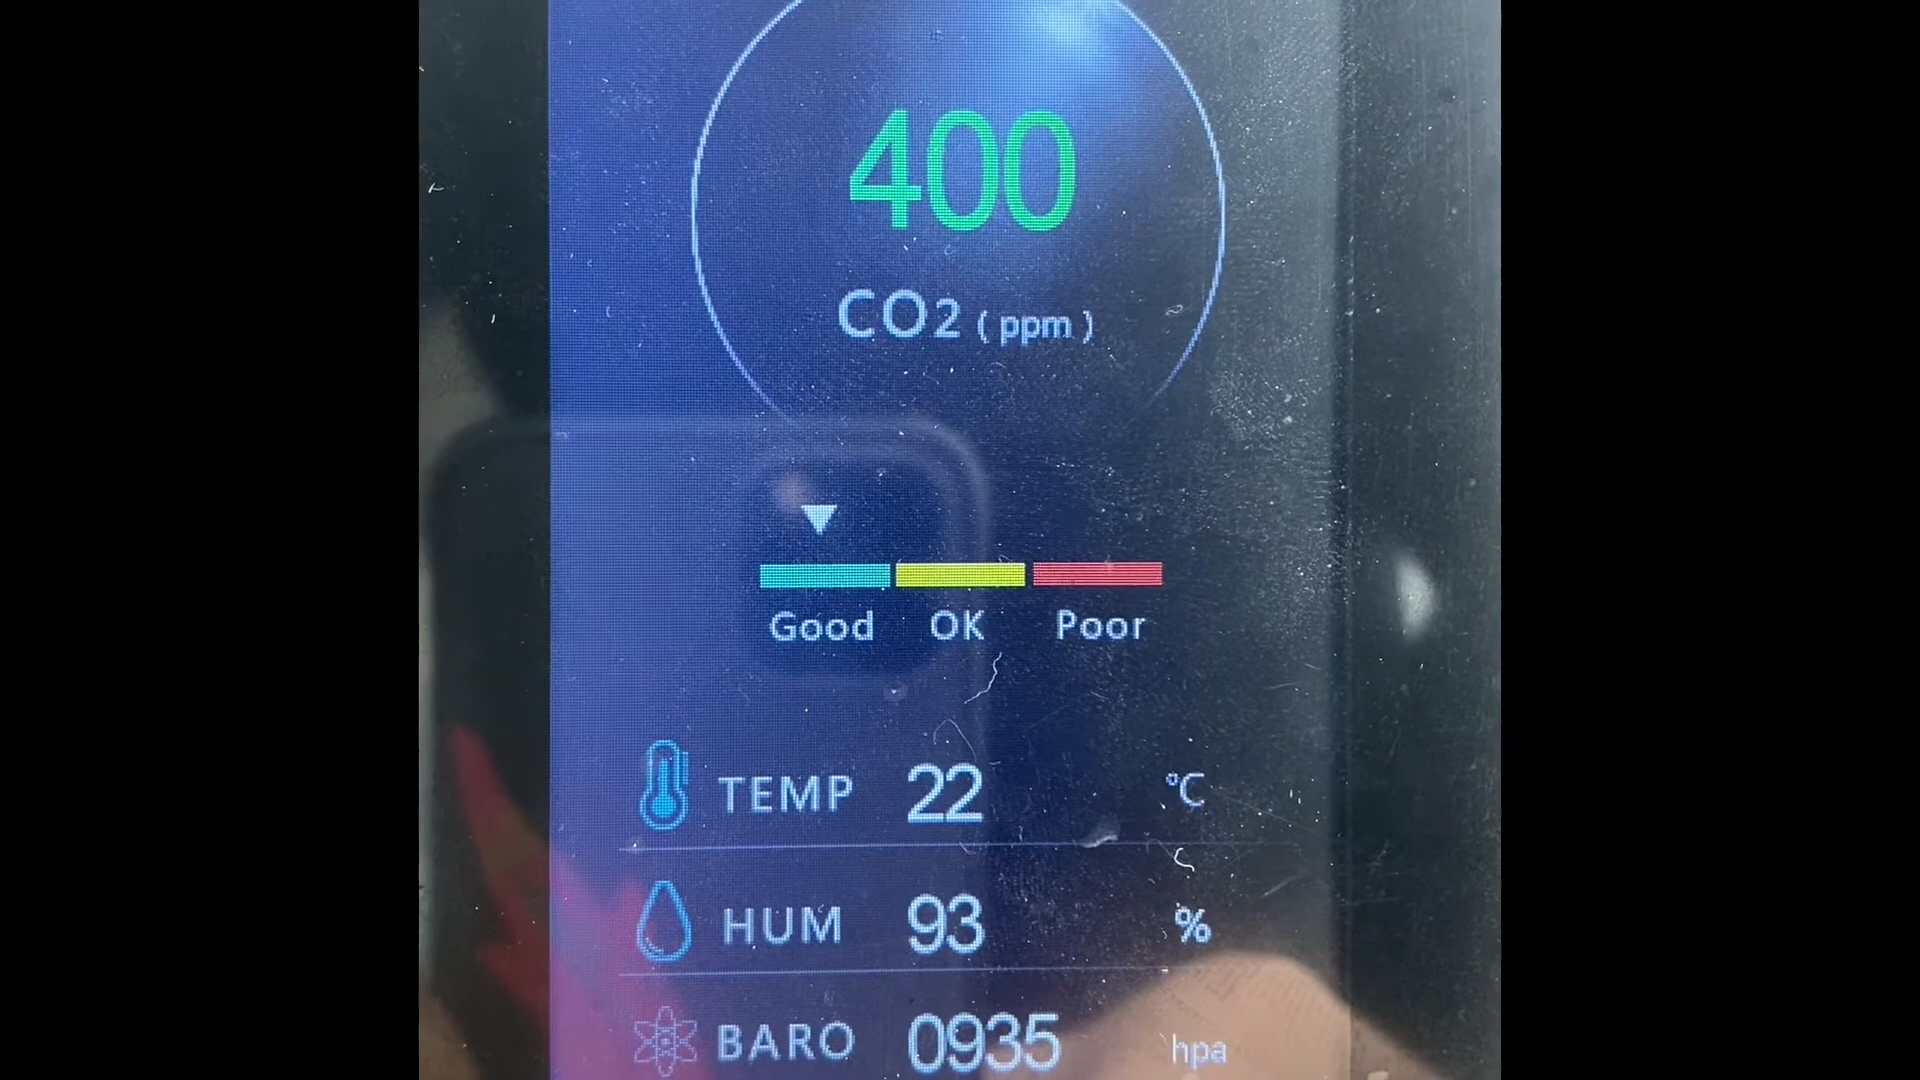 400
CO2 (ppm)
Good OK Poor
TEMP 22 °C
HUM 93 %
BARO 0935 hpa